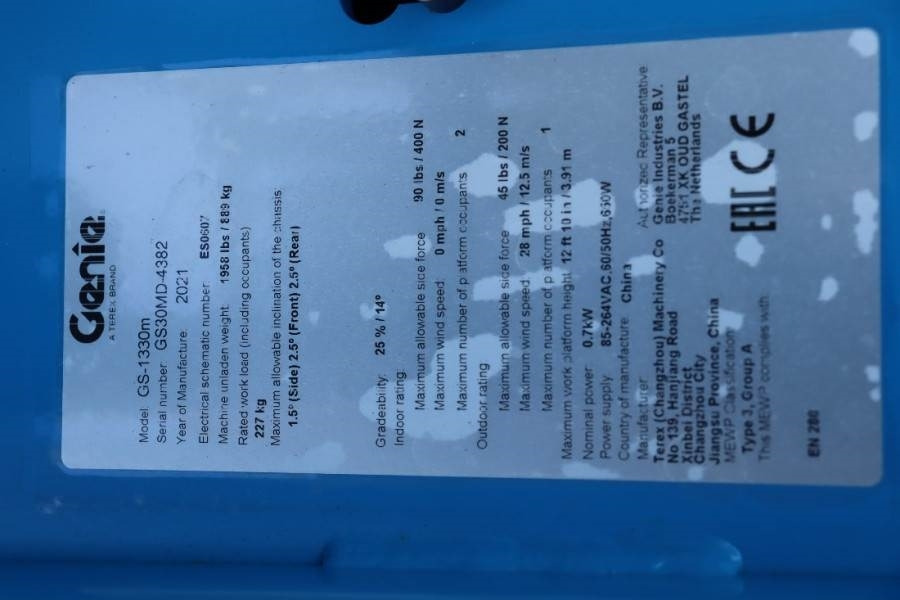 Genie
A TEREX BRAND
Model: GS-1330m
Serial number: GS30MD-4382
Year of Manufacture: 2021
Electrical schematic number: ES0607
Machine unladen weight: 1958 lbs / 889 kg
Rated work load (including occupants)
227 kg
Maximum allowable inclination of the chassis:
1.5° (Side) 2.5° (Front) 2.5° (Rear)
Gradeability: 25 % / 14°
Indoor rating:
Maximum allowable side force 90 lbs / 400 N
Maximum wind speed: 0 mph / 0 m/s
Maximum number of platform occupants 2
Outdoor rating
Maximum allowable side force 45 lbs / 200 N
Maximum wind speed: 28 mph / 12.5 m/s
Maximum number of platform occupants 1
Maximum work platform height 12 ft 10 in / 3.91 m
Nominal power: 0.7kW
Power supply 85-264VAC,60/50Hz,
Country of manufacture: China
Manufacturer:
Terex (Changzhou) Machinery Co
No 139 Hanjiang Road
Xinbei District
Changzhou City
Jiangsu Province, China
Authorized Representative:
Genie Industries B.V.
Boekerman 5
4751 XK OUD GASTEL
The Netherlands
MEWP Classification
Type 3, Group A
This MEWP complies with:
EAC CE
EN 280